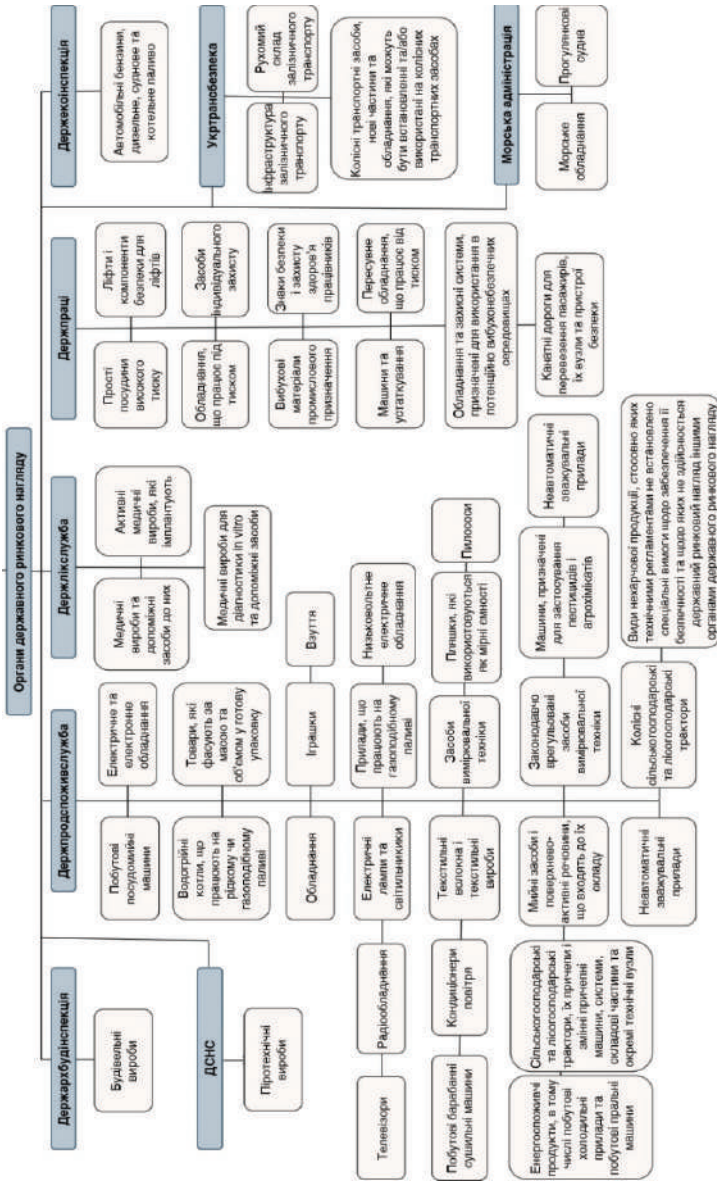 Органи державного ринкового нагляду
Держархбудінспекція
Будівельні
вироби
ДСНС
Піротехнічні
вироби
Держпродспоживслужба
Побутові
посудомийні
машини
Електричне та
електронне
обладнання
Водогрійні
котли, що
працюють на
рідкому чи
газоподібному
паливі
Товари, які
фасують за
масою та
об'ємом у готову
упаковку
Обладнання
Іграшки
Взуття
Телевізори
Радіообладнання
Електричні
лампи та
світильникики
Прилади, що
працюють на
газоподібному
паливі
Низьковольтне
електричне
обладнання
Побутові барабанні
сушильні машини
Кондиціонери
повітря
Текстильні
волокна і
текстильні
вироби
Засоби
вимірювальної
техніки
Пляшки, які
використовуються
як мірні ємності
Пилососи
Енергоспоживчі
продукти, в тому
числі побутові
холодильні
прилади та
побутові пральні
машини
Сільськогосподарські
та лісогосподарські
трактори, їх причепи і
змінні причепні
машини, системи,
складові частини та
окремі технічні вузли
Мийні засоби і
поверхнево-
активні речовини,
що входять до їх
складу
Законодавчо
врегульовані
засоби
вимірювальної
техніки
Машини, призначені
для застосування
пестицидів і
агрохімікатів
Неавтоматичні
зважувальні
прилади
Неавтоматичні
зважувальні
прилади
Колісні
сільськогосподарські
та лісогосподарські
трактори
Види нехарчової продукції, стосовно яких
технічними регламентами не встановлено
спеціальні вимоги щодо забезпечення її
безпечності та щодо яких не здійснюється
державний ринковий нагляд іншими
органами державного ринкового нагляду
Держлікслужба
Медичні
вироби та
допоміжні
засоби до них
Активні
медичні
вироби, які
імплантують
Медичні вироби для
діагностики in vitro
та допоміжні засоби
Держпраці
Прості
посудини
високого
тиску
Ліфти і
компоненти
безпеки для
ліфтів
Обладнання,
що працює під
тиском
Засоби
індивідуального
захисту
Вибухові
матеріали
промислового
призначення
Знаки безпеки
і захисту
здоров'я
працівників
Машини та
устаткування
Пересувне
обладнання,
що працює від
тиском
Обладнання та захисні системи,
призначені для використання в
потенційно вибухонебезпечних
середовищах
Канатні дороги для
перевезення пасажирів,
їх вузли та пристрої
безпеки
Держекоінспекція
Автомобільні бензини,
дизельне, суднове та
котельне паливо
Укртрансбезпека
Інфраструктура
залізничного
транспорту
Рухомий
склад
залізничного
транспорту
Колісні транспортні засоби,
нові частини та
обладнання, які можуть
бути встановлені та/або
використані на колісних
транспортних засобах
Морська адміністрація
Морське
обладнання
Прогулянкові
судна